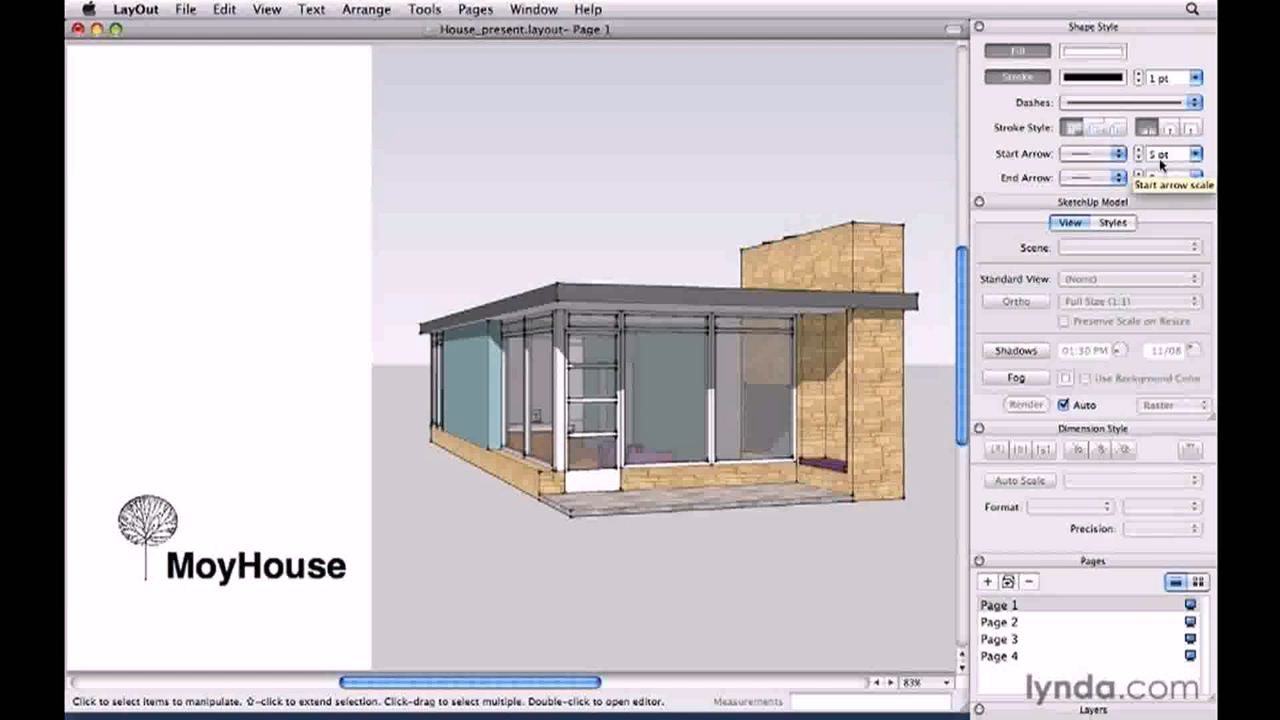 LayOut File Edit View Text Arrange Tools Pages Window Help
House_present.layout- Page 1
MoyHouse
Click to select items to manipulate. ⇧-click to extend selection. Click-drag to select multiple. Double-click to open editor.
Measurements
83%
Shape Style
Fill
Stroke 1 pt
Dashes:
Stroke Style:
Start Arrow: 5 pt
End Arrow:
Start arrow scale
SketchUp Model
View Styles
Scene:
Standard View: (None)
Ortho Full Size (1:1)
Preserve Scale on Resize
Shadows 01:30 PM 11/08
Fog Use Background Color
Render Auto Raster
Dimension Style
Auto Scale
Format:
Precision:
Pages
Page 1
Page 2
Page 3
Page 4
lynda.com
Layers